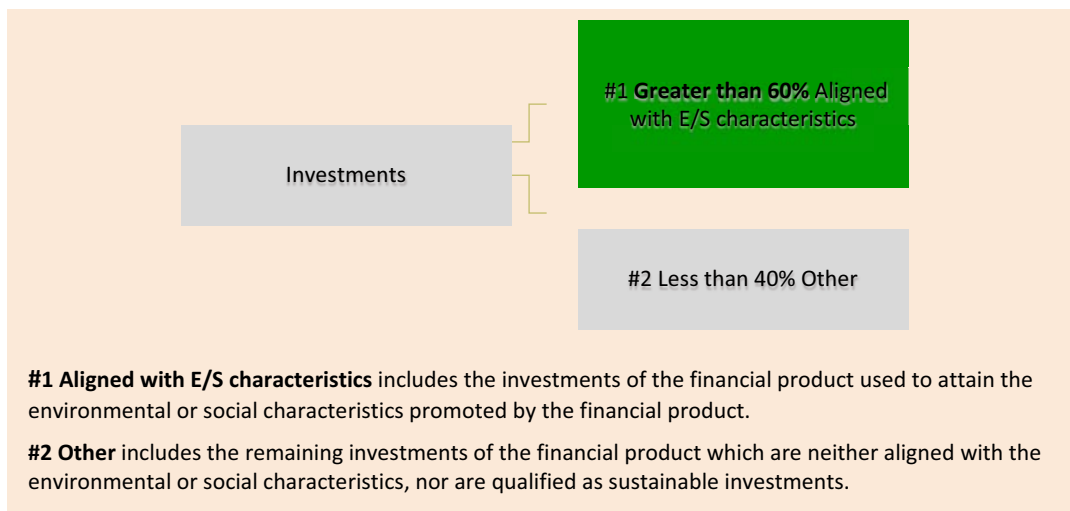 #1 Greater than 60% Aligned
with E/S characteristics
Investments
#2 Less than 40% Other
#1 Aligned with E/S characteristics includes the investments of the financial product used to attain the
environmental or social characteristics promoted by the financial product.
#2 Other includes the remaining investments of the financial product which are neither aligned with the
environmental or social characteristics, nor are qualified as sustainable investments.